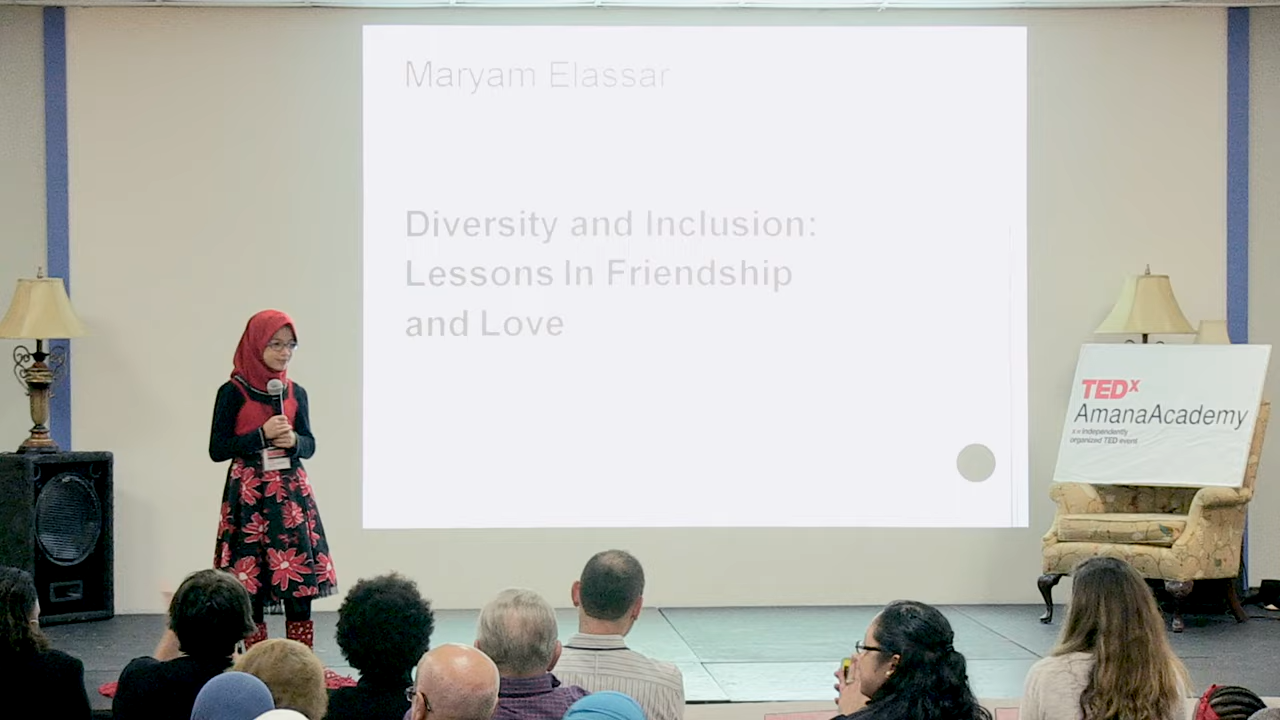 Maryam Elassar
Diversity and Inclusion:
Lessons In Friendship
and Love
TEDx
AmanaAcademy
x = independently
organized TED event